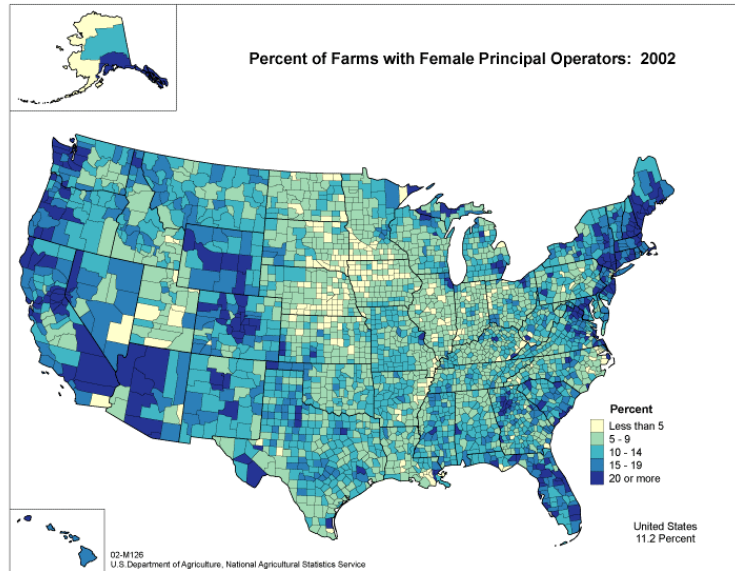 Percent of Farms with Female Principal Operators:  2002
Percent
Less than 5
5 - 9
10 - 14
15 - 19
20 or more
United States
11.2 Percent
02-M126
U.S.Department of Agriculture, National Agricultural Statistics Service